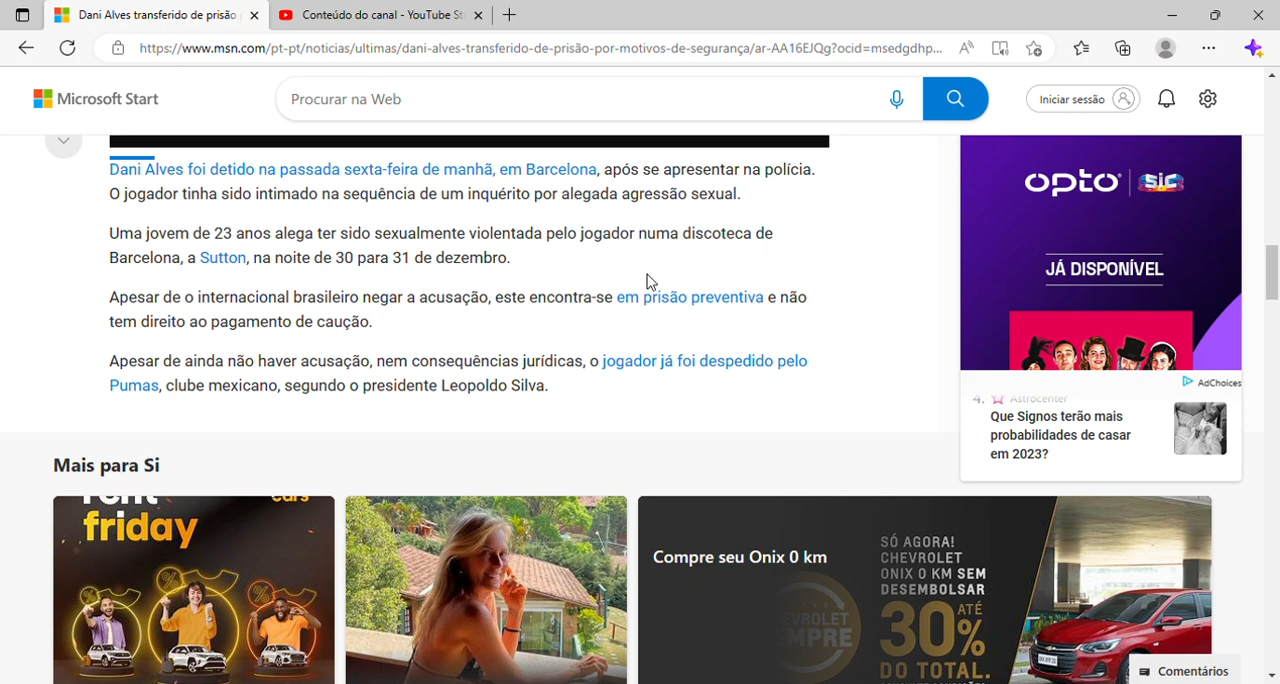 Dani Alves transferido de prisão
Conteúdo do canal - YouTube St
https://www.msn.com/pt-pt/noticias/ultimas/dani-alves-transferido-de-prisão-por-motivos-de-segurança/ar-AA16EJQg?ocid=msedgdhp...
Microsoft Start
Procurar na Web
Iniciar sessão
Dani Alves foi detido na passada sexta-feira de manhã, em Barcelona, após se apresentar na polícia.
O jogador tinha sido intimado na sequência de um inquérito por alegada agressão sexual.
Uma jovem de 23 anos alega ter sido sexualmente violentada pelo jogador numa discoteca de
Barcelona, a Sutton, na noite de 30 para 31 de dezembro.
Apesar de o internacional brasileiro negar a acusação, este encontra-se em prisão preventiva e não
tem direito ao pagamento de caução.
Apesar de ainda não haver acusação, nem consequências jurídicas, o jogador já foi despedido pelo
Pumas, clube mexicano, segundo o presidente Leopoldo Silva.
opto SIC
JÁ DISPONÍVEL
AdChoices
4. Astrocenter
Que Signos terão mais
probabilidades de casar
em 2023?
Mais para Si
rent cars
friday
Compre seu Onix 0 km
SÓ AGORA!
CHEVROLET
ONIX 0 KM SEM
DESEMBOLSAR
ATÉ
30%
DO TOTAL.
Comentários